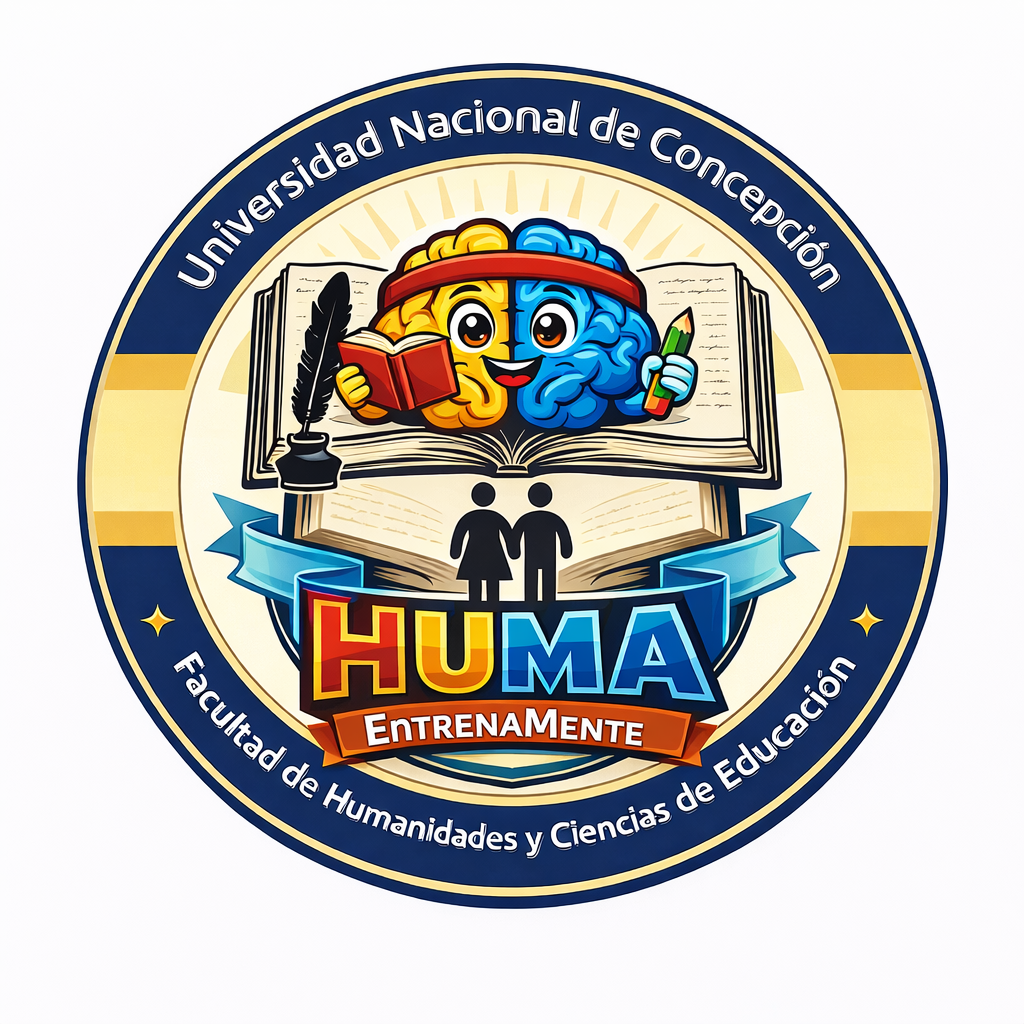 Universidad Nacional de Concepción
HUMA
EntrenaMente
Facultad de Humanidades y Ciencias de Educación